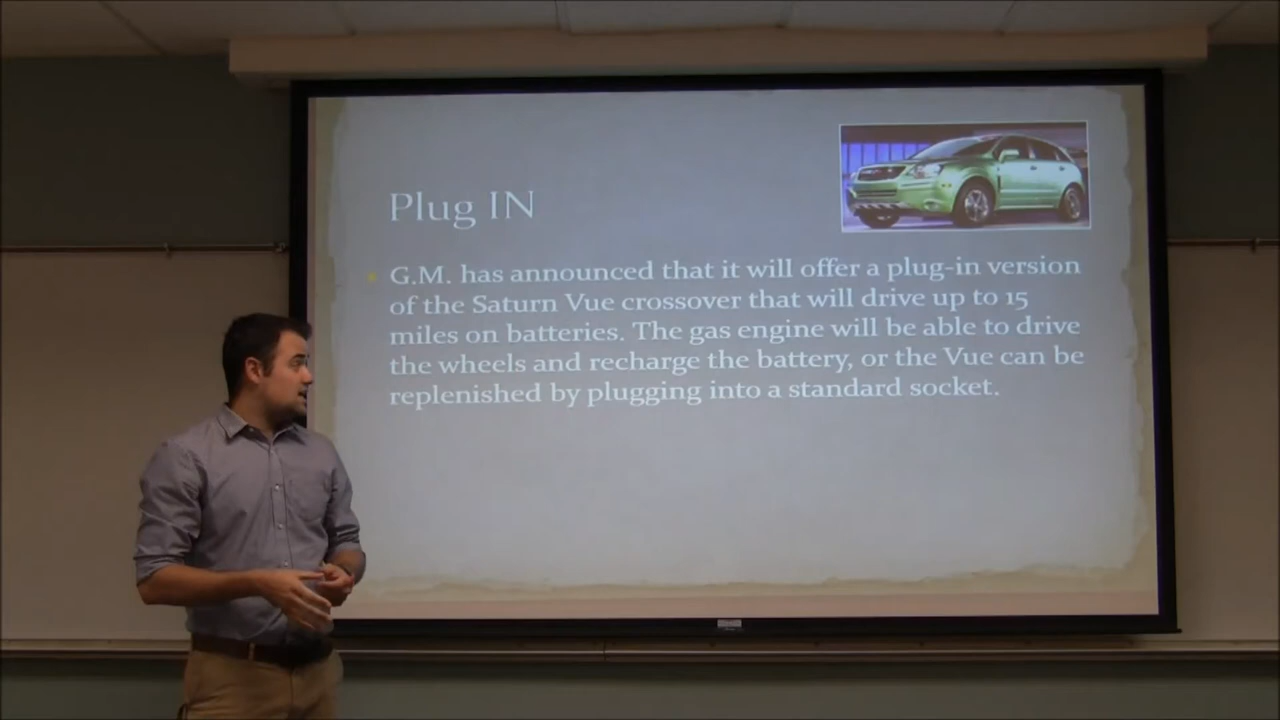 Plug IN
G.M. has announced that it will offer a plug-in version
of the Saturn Vue crossover that will drive up to 15
miles on batteries. The gas engine will be able to drive
the wheels and recharge the battery, or the Vue can be
replenished by plugging into a standard socket.